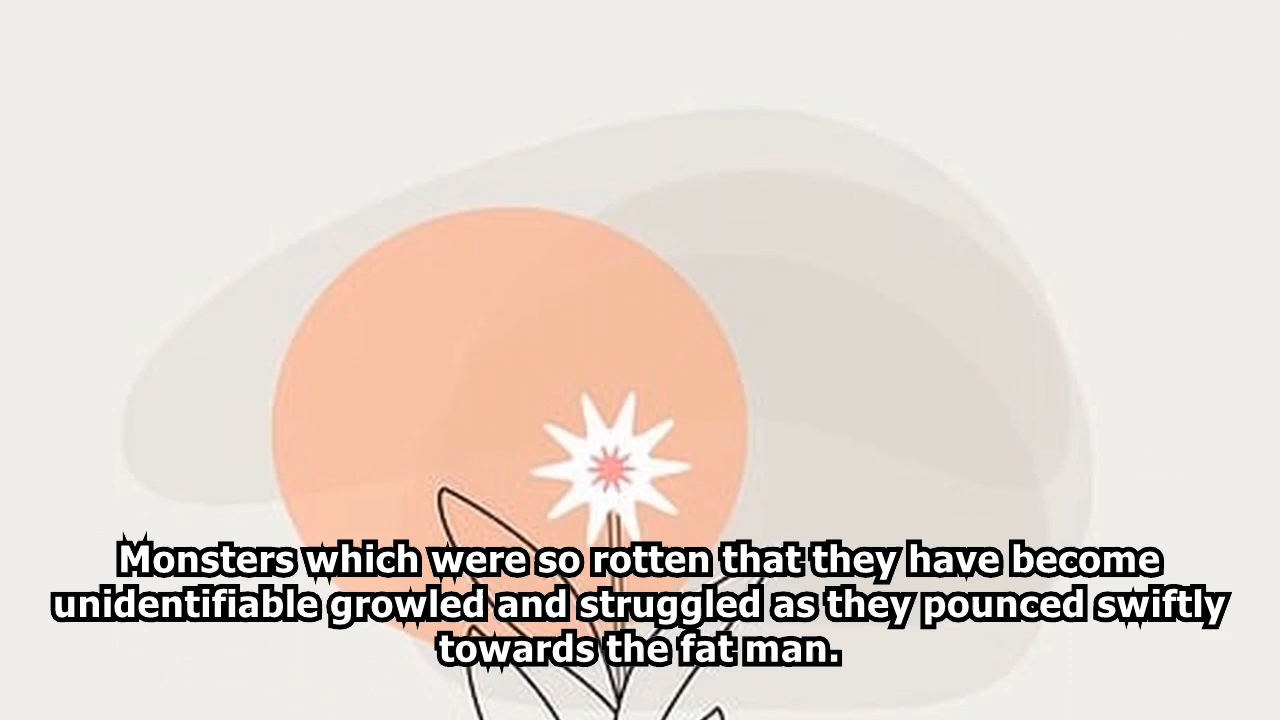 Monsters which were so rotten that they have become
unidentifiable growled and struggled as they pounced swiftly
towards the fat man.